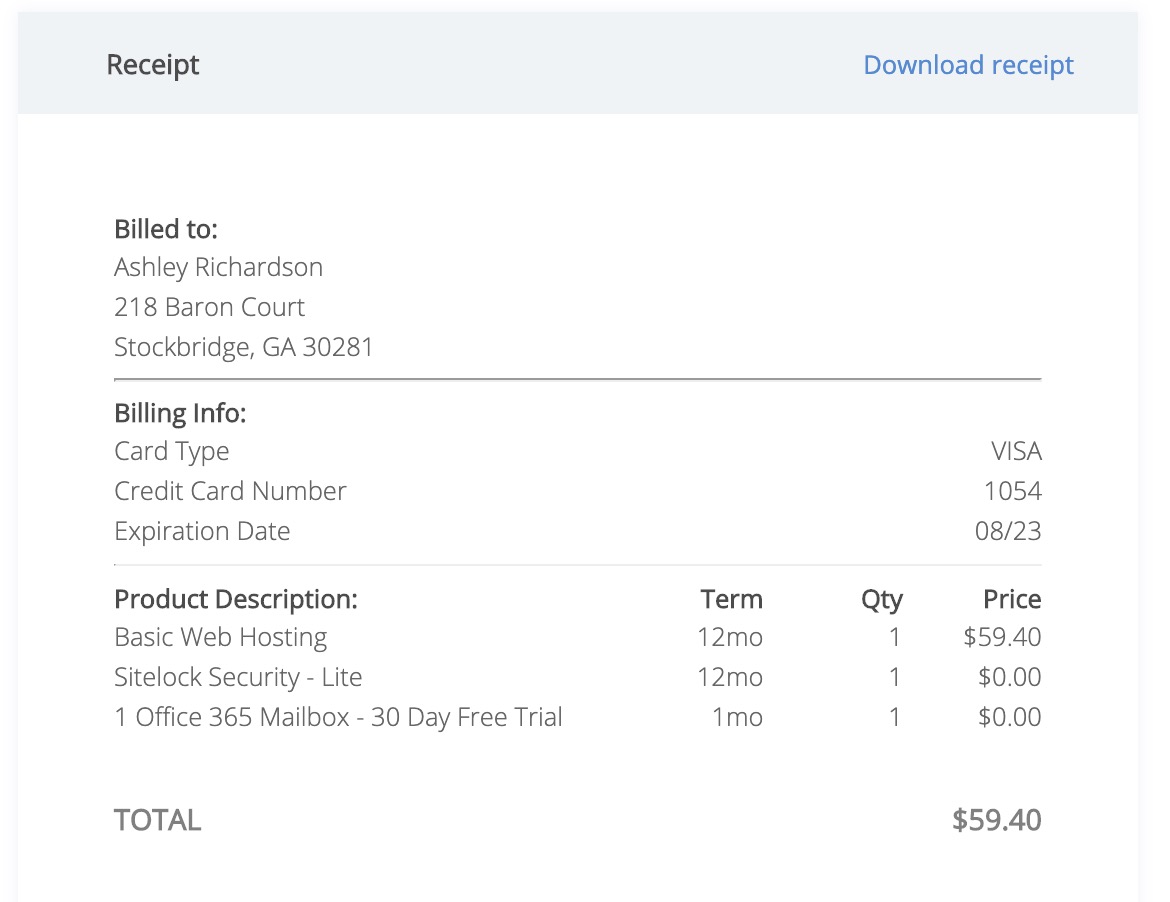 Receipt Download receipt
Billed to:
Ashley Richardson
218 Baron Court
Stockbridge, GA 30281
Billing Info:
Card Type VISA
Credit Card Number 1054
Expiration Date 08/23
Product Description: Term Qty Price
Basic Web Hosting 12mo 1 $59.40
Sitelock Security - Lite 12mo 1 $0.00
1 Office 365 Mailbox - 30 Day Free Trial 1mo 1 $0.00
TOTAL $59.40